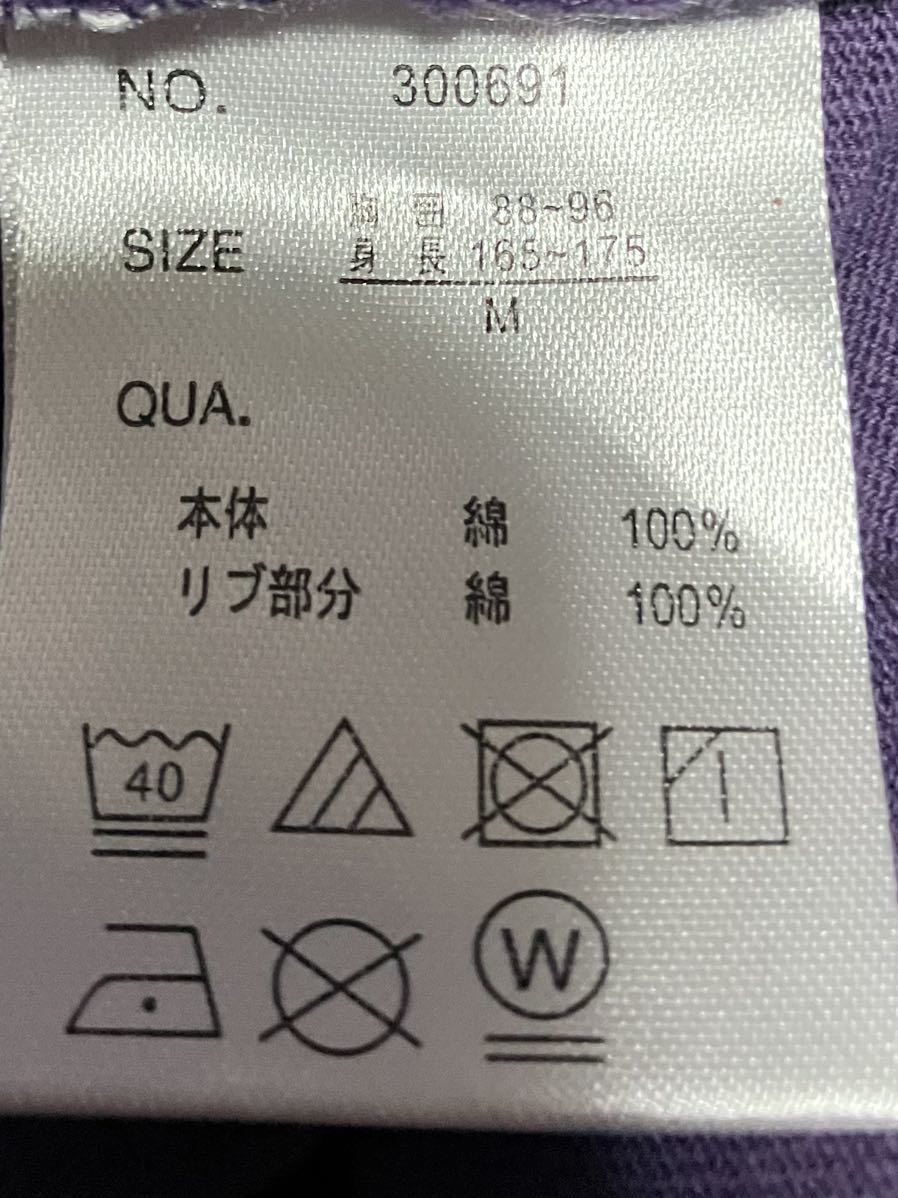 NO. 300691
胸囲 88~96
SIZE 身長 165~175
M
QUA.
本体 綿 100%
リブ部分 綿 100%
40
W